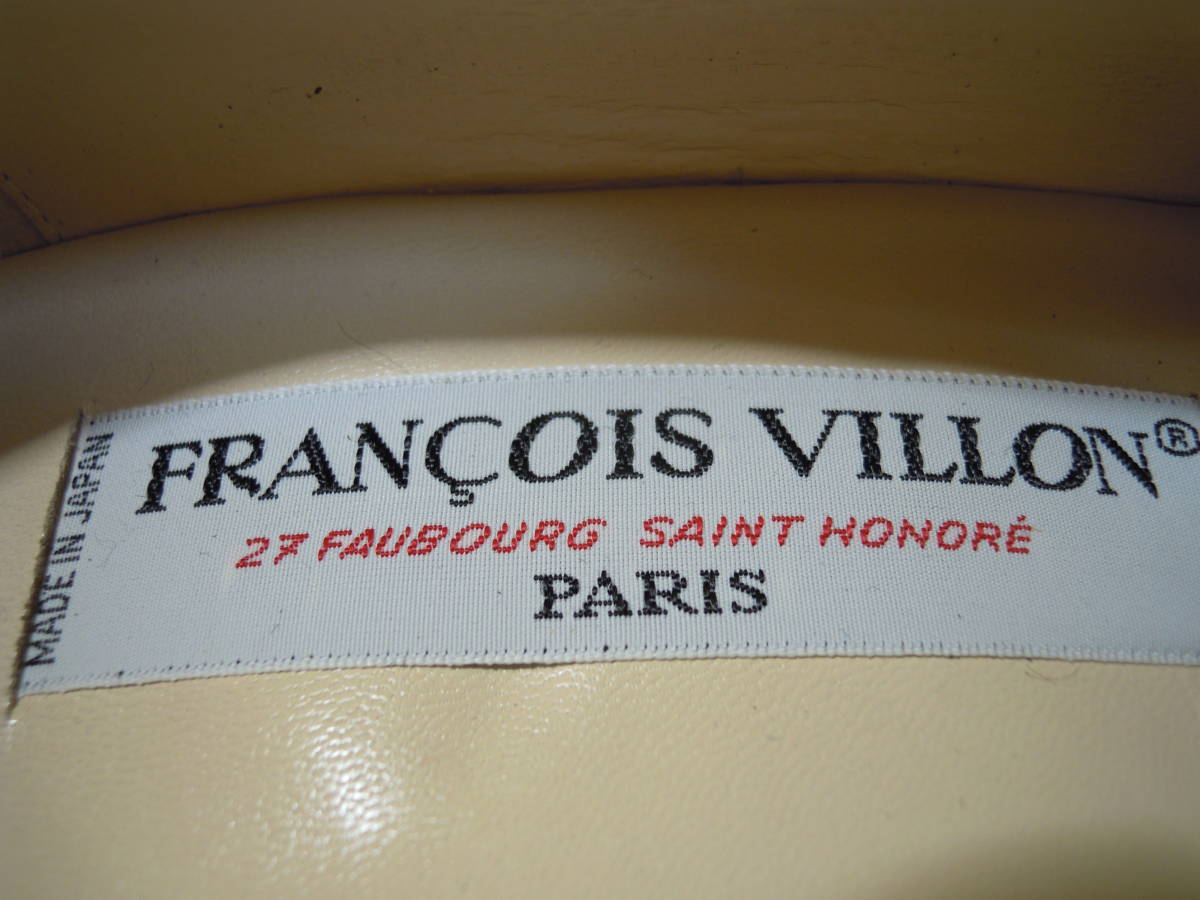 FRANÇOIS VILLON®
27 FAUBOURG SAINT HONORÉ
PARIS
MADE IN JAPAN